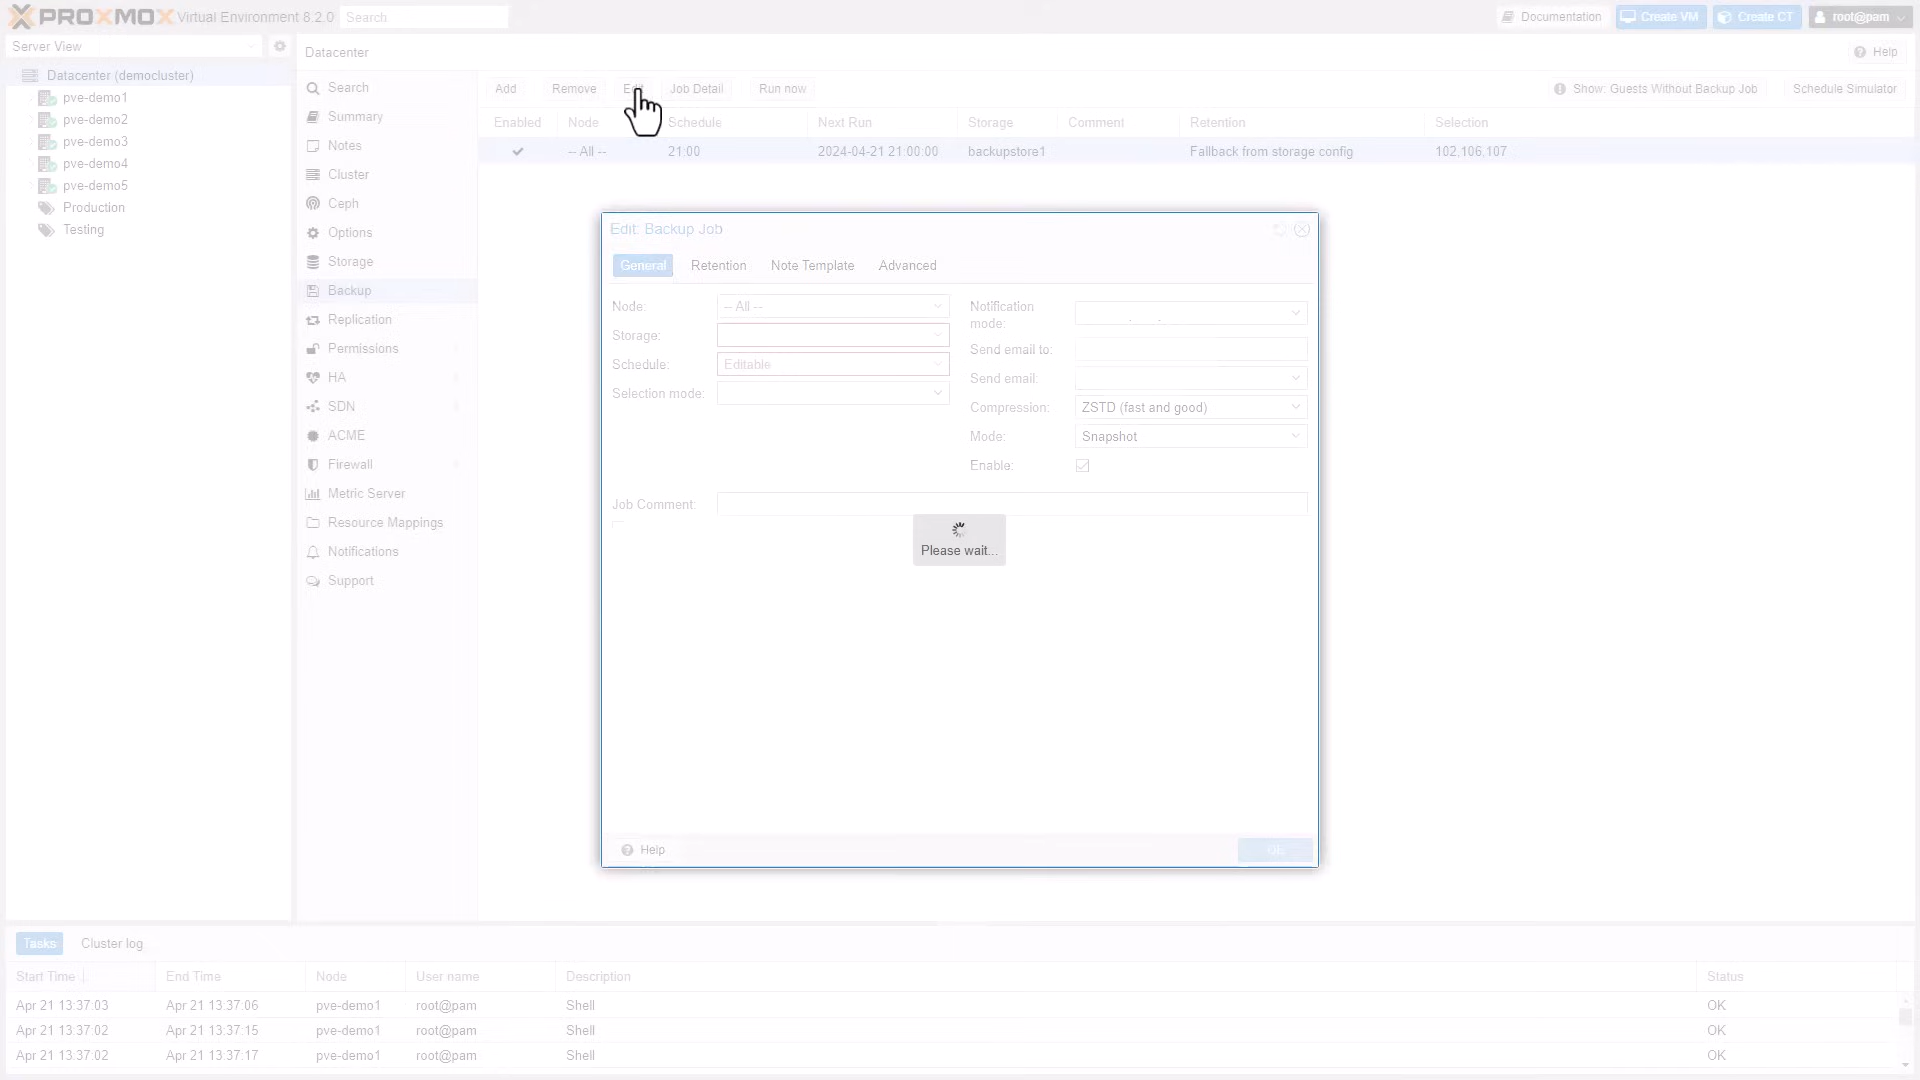 PROXMOX Virtual Environment 8.2.0 Search Documentation Create VM Create CT root@pam
Server View
Datacenter Help
Datacenter (democluster)
pve-demo1
pve-demo2
pve-demo3
pve-demo4
pve-demo5
Production
Testing
Search
Summary
Notes
Cluster
Ceph
Options
Storage
Backup
Replication
Permissions
HA
SDN
ACME
Firewall
Metric Server
Resource Mappings
Notifications
Support
Add Remove Job Detail Run now Show: Guests Without Backup Job Schedule Simulator
Enabled Node Schedule Next Run Storage Comment Retention Selection
-- All -- 21:00 2024-04-21 21:00:00 backupstore1 Fallback from storage config 102,106,107
Edit: Backup Job
General Retention Note Template Advanced
Node: -- All --
Storage:
Schedule: Editable
Selection mode:
Notification
mode:
Send email to:
Send email:
Compression: ZSTD (fast and good)
Mode: Snapshot
Enable:
Job Comment:
Please wait...
Help OK
Tasks Cluster log
Start Time End Time Node User name Description Status
Apr 21 13:37:03 Apr 21 13:37:06 pve-demo1 root@pam Shell OK
Apr 21 13:37:02 Apr 21 13:37:15 pve-demo1 root@pam Shell OK
Apr 21 13:37:02 Apr 21 13:37:17 pve-demo1 root@pam Shell OK